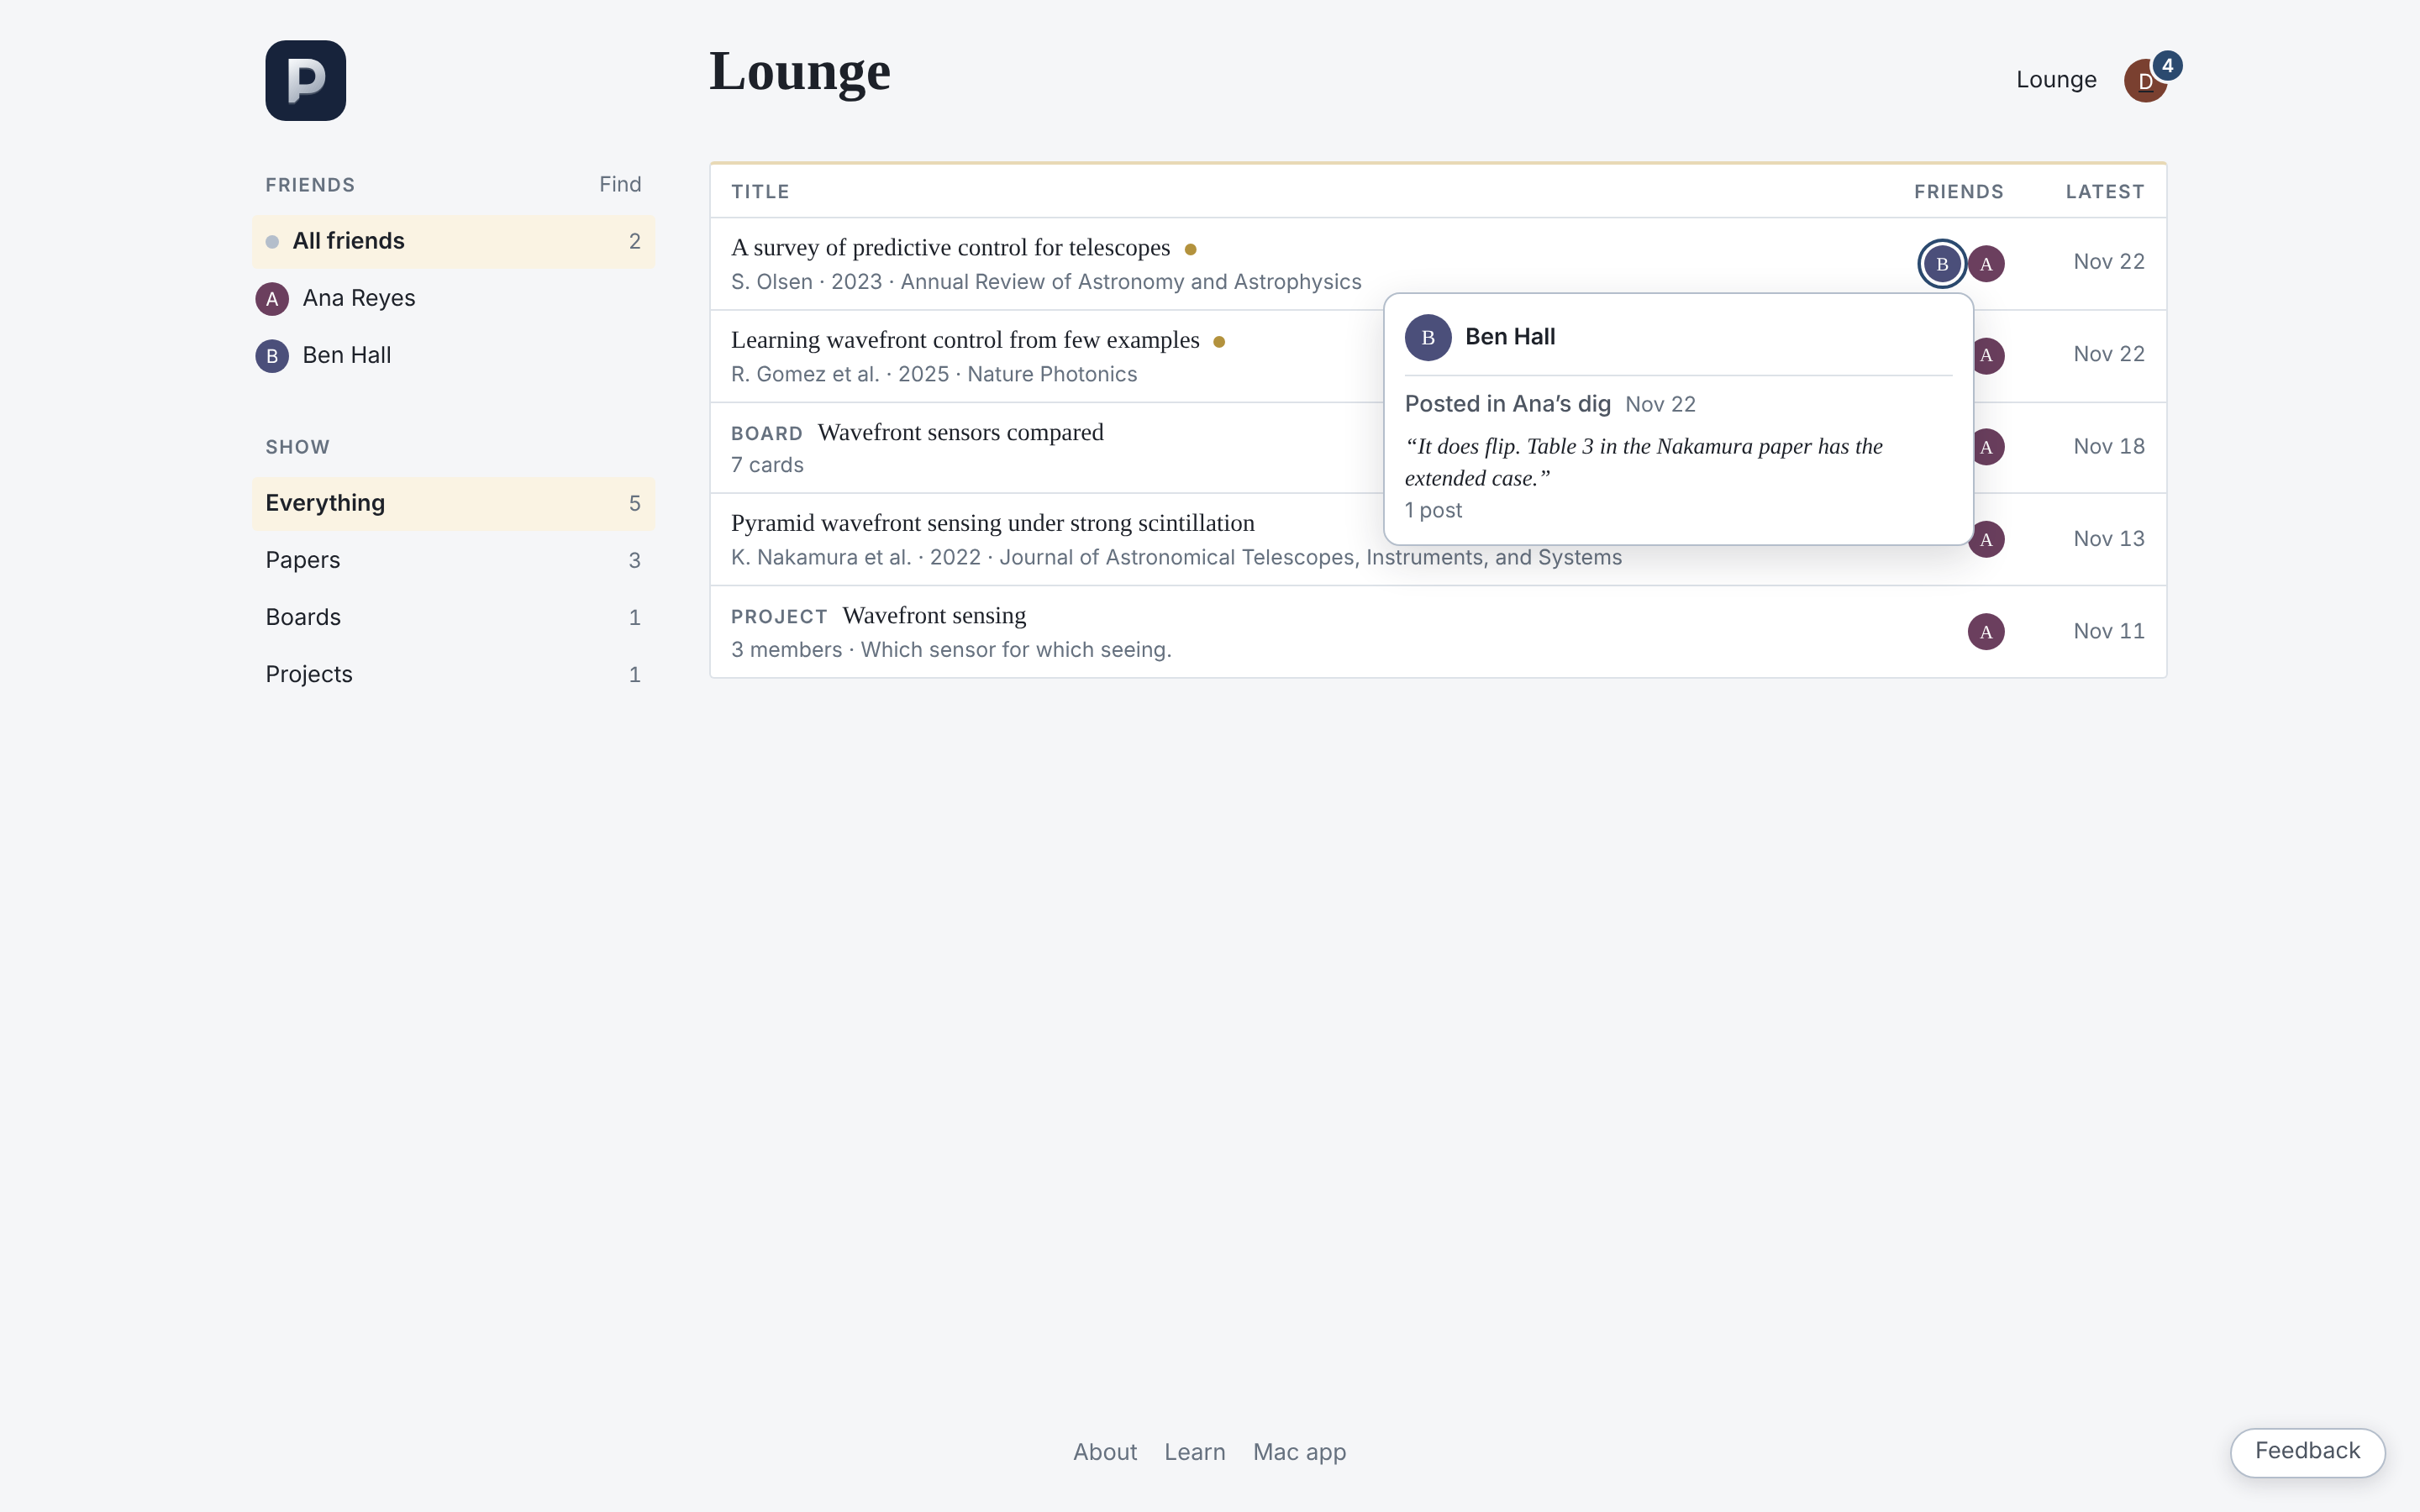 P
Lounge
Lounge
D
4
FRIENDS
Find
All friends
2
A
Ana Reyes
B
Ben Hall
SHOW
Everything
5
Papers
3
Boards
1
Projects
1
TITLE
FRIENDS
LATEST
A survey of predictive control for telescopes
S. Olsen · 2023 · Annual Review of Astronomy and Astrophysics
B
A
Nov 22
Learning wavefront control from few examples
R. Gomez et al. · 2025 · Nature Photonics
A
Nov 22
BOARD Wavefront sensors compared
7 cards
A
Nov 18
Pyramid wavefront sensing under strong scintillation
K. Nakamura et al. · 2022 · Journal of Astronomical Telescopes, Instruments, and Systems
A
Nov 13
PROJECT Wavefront sensing
3 members · Which sensor for which seeing.
A
Nov 11
B
Ben Hall
Posted in Ana’s dig Nov 22
“It does flip. Table 3 in the Nakamura paper has the
extended case.”
1 post
About
Learn
Mac app
Feedback